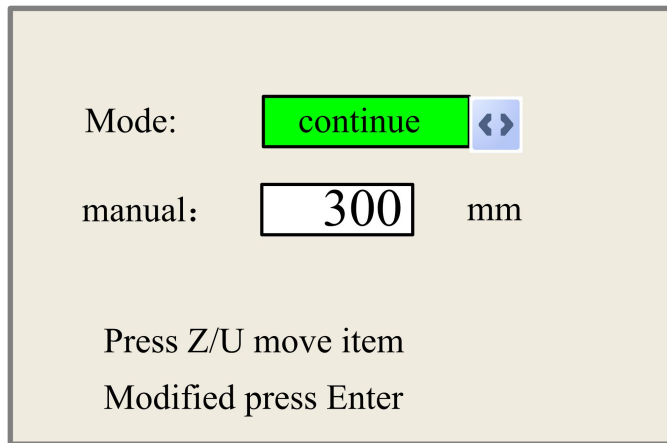 Mode: continue
manual： 300 mm
Press Z/U move item
Modified press Enter